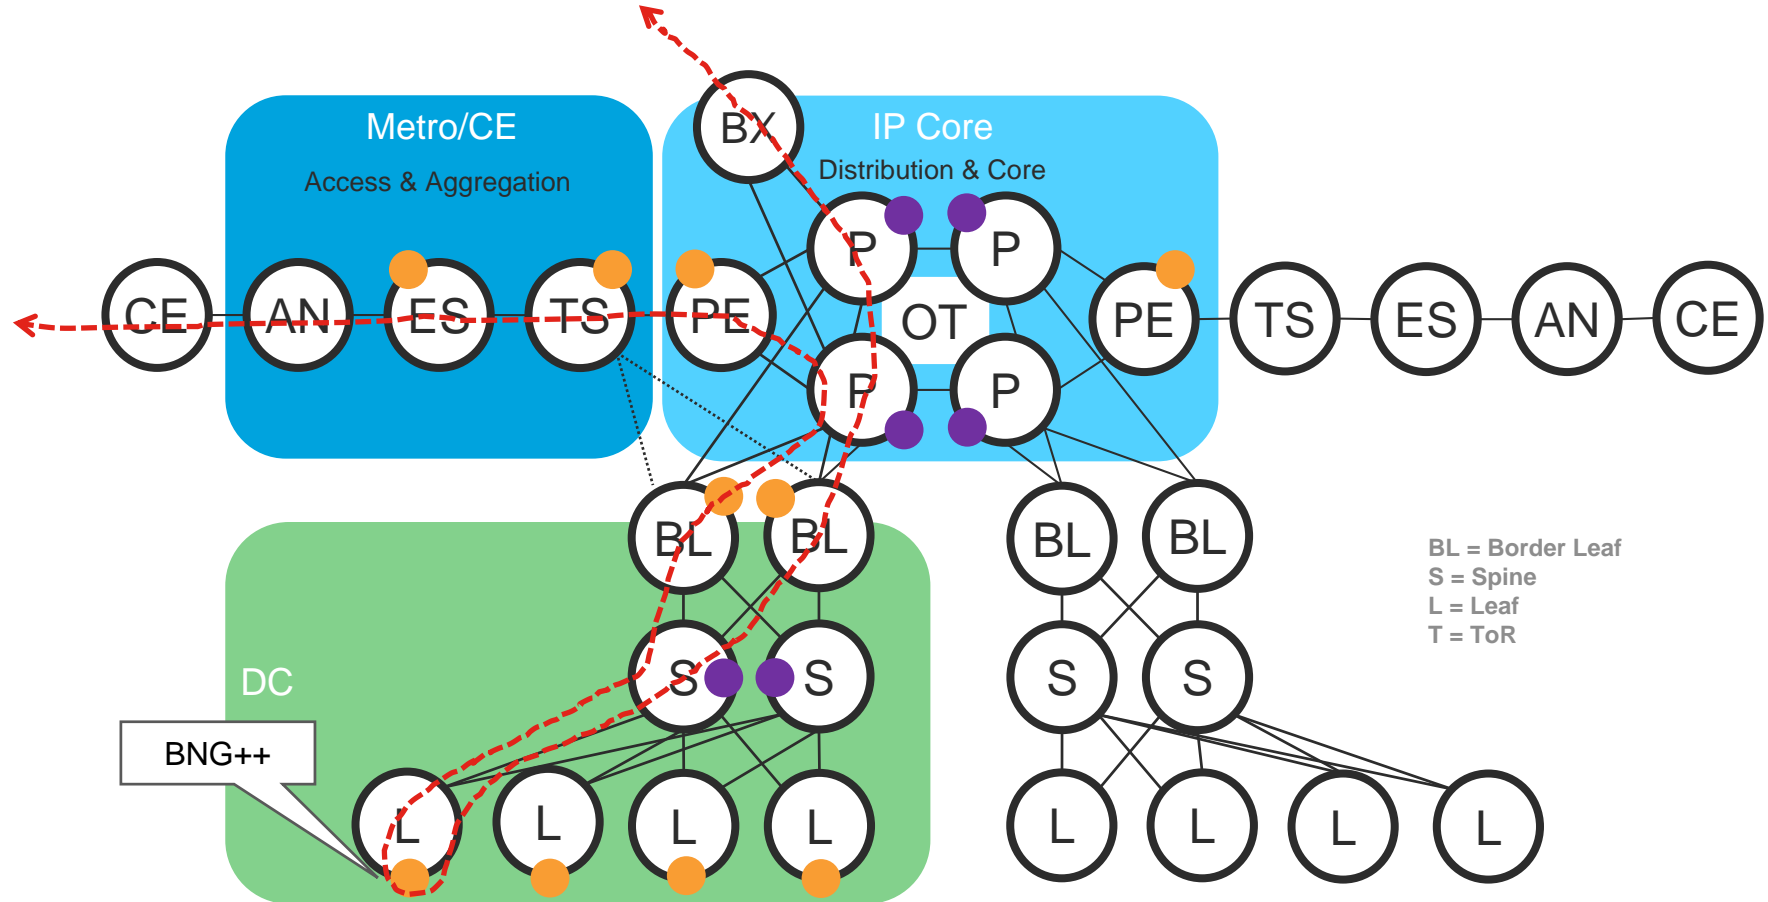 BX
Metro/CE
IP Core
Access & Aggregation
Distribution & Core
P
P
CE
AN
ES
TS
PE
OT
PE
TS
ES
AN
CE
P
P
BL
BL
BL
BL
BL = Border Leaf
S = Spine
L = Leaf
T = ToR
DC
S
S
S
S
BNG++
L
L
L
L
L
L
L
L